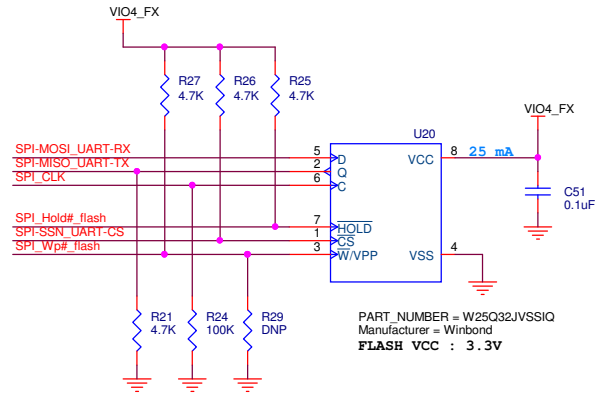 VIO4_FX
R27
4.7K
R26
4.7K
R25
4.7K
U20
VIO4_FX
SPI-MOSI_UART-RX
5
D
VCC
8
25 mA
SPI-MISO_UART-TX
2
Q
SPI_CLK
6
C
C51
0.1uF
SPI_Hold#_flash
7
HOLD
SPI-SSN_UART-CS
1
CS
SPI_Wp#_flash
3
W/VPP
VSS
4
R21
4.7K
R24
100K
R29
DNP
PART_NUMBER = W25Q32JVSSIQ
Manufacturer = Winbond
FLASH VCC : 3.3V